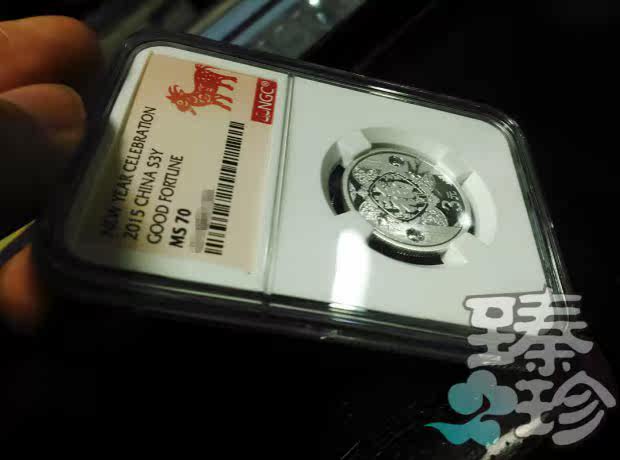 NEW YEAR CELEBRATION
2015 CHINA S3Y
GOOD FORTUNE
MS 70
NGC
3元
臻珍